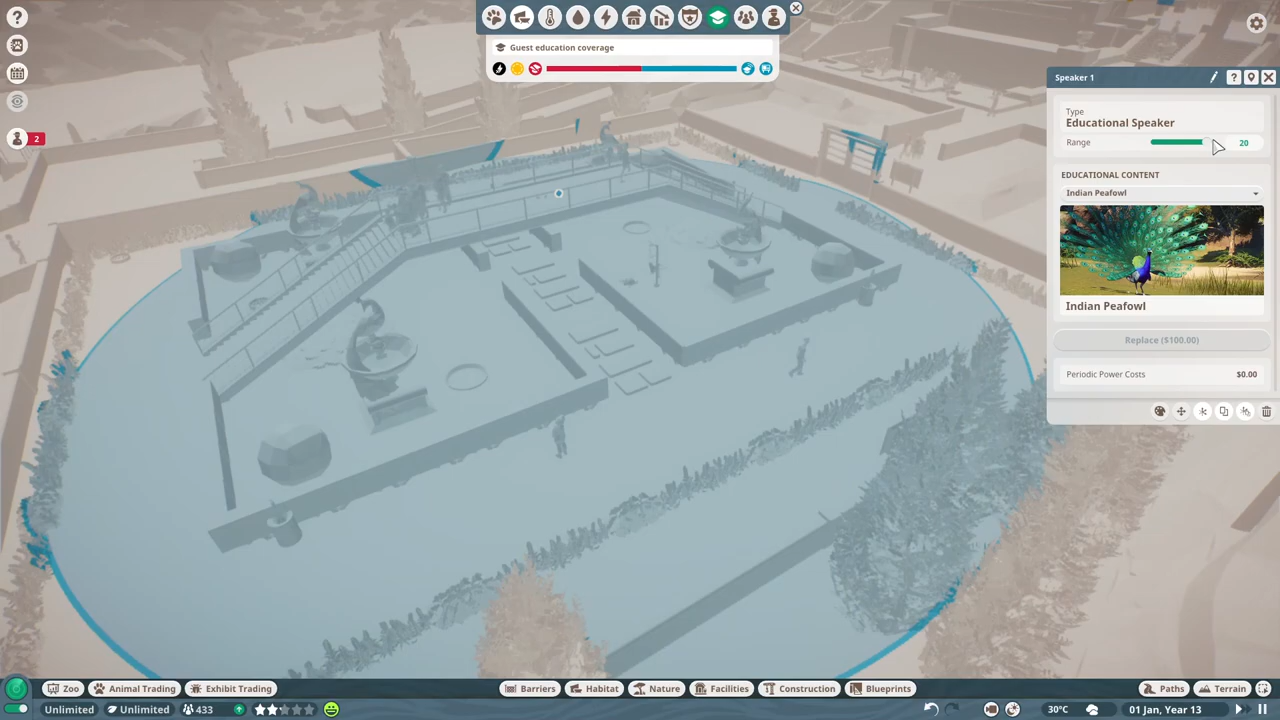 ?
Guest education coverage
2
Speaker 1
?
Type
Educational Speaker
Range
20
EDUCATIONAL CONTENT
Indian Peafowl
Indian Peafowl
Replace ($100.00)
Periodic Power Costs $0.00
Zoo Animal Trading Exhibit Trading Barriers Habitat Nature Facilities Construction Blueprints Paths Terrain
Unlimited Unlimited 433 30°C 01 Jan, Year 13